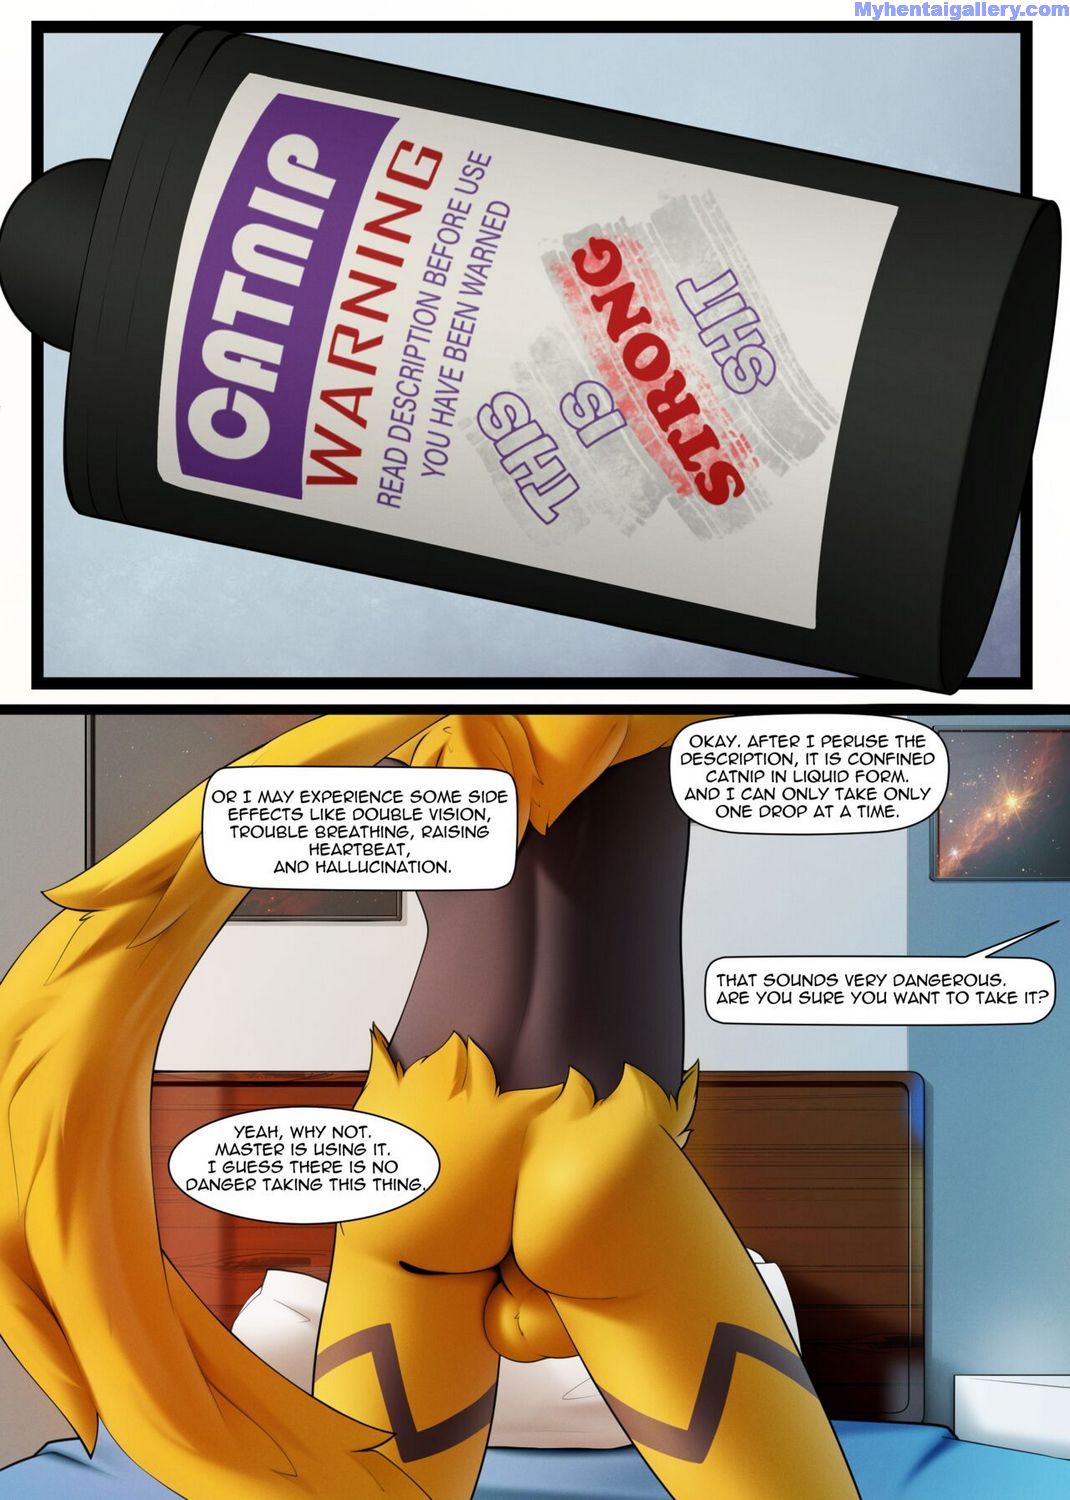 Myhentaigallery.com
CATNIP
WARNING
READ DESCRIPTION BEFORE USE
YOU HAVE BEEN WARNED
THIS
IS
STRONG
SHIT
OKAY. AFTER I PERUSE THE
DESCRIPTION, IT IS CONFINED
CATNIP IN LIQUID FORM.
AND I CAN ONLY TAKE ONLY
ONE DROP AT A TIME.
OR I MAY EXPERIENCE SOME SIDE
EFFECTS LIKE DOUBLE VISION,
TROUBLE BREATHING, RAISING
HEARTBEAT,
AND HALLUCINATION.
THAT SOUNDS VERY DANGEROUS.
ARE YOU SURE YOU WANT TO TAKE IT?
YEAH, WHY NOT.
MASTER IS USING IT.
I GUESS THERE IS NO
DANGER TAKING THIS THING.